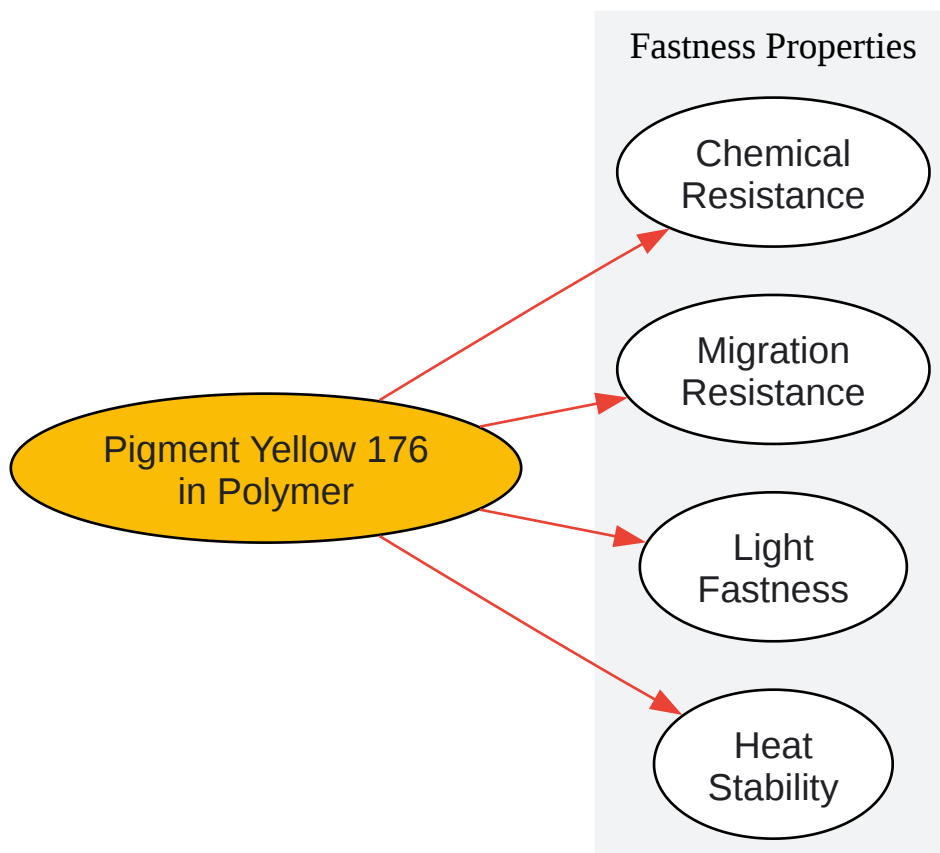 Fastness Properties
Chemical
Resistance
Migration
Resistance
Pigment Yellow 176
in Polymer
Light
Fastness
Heat
Stability